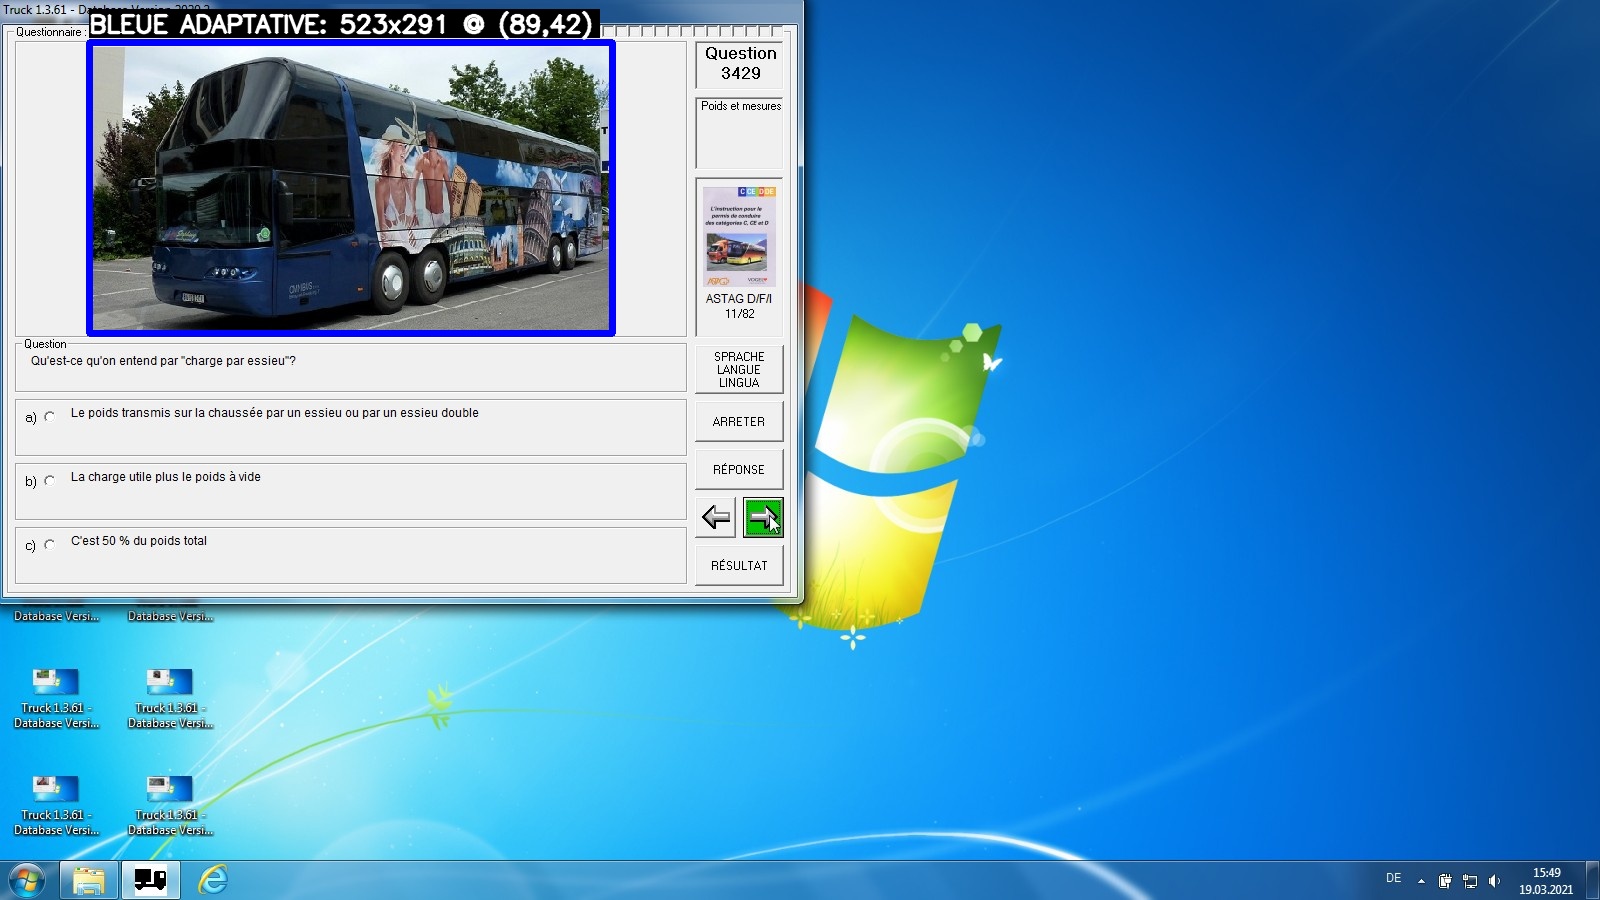 Truck 1.3.61 - Database Version 2020.2
BLEUE ADAPTATIVE: 523x291 @ (89,42)
Questionnaire :
Question
3429
Poids et mesures
C CE D DE
L'instruction pour le
permis de conduire
des catégories C, CE et D
ASTAG D/F/I
11/82
Question
Qu'est-ce qu'on entend par "charge par essieu"?
SPRACHE
LANGUE
LINGUA
a) Le poids transmis sur la chaussée par un essieu ou par un essieu double
ARRETER
b) La charge utile plus le poids à vide
RÉPONSE
c) C'est 50 % du poids total
RÉSULTAT
Database Versi...
Database Versi...
Truck 1.3.61 -
Database Versi...
Truck 1.3.61 -
Database Versi...
Truck 1.3.61 -
Database Versi...
Truck 1.3.61 -
Database Versi...
DE
15:49
19.03.2021